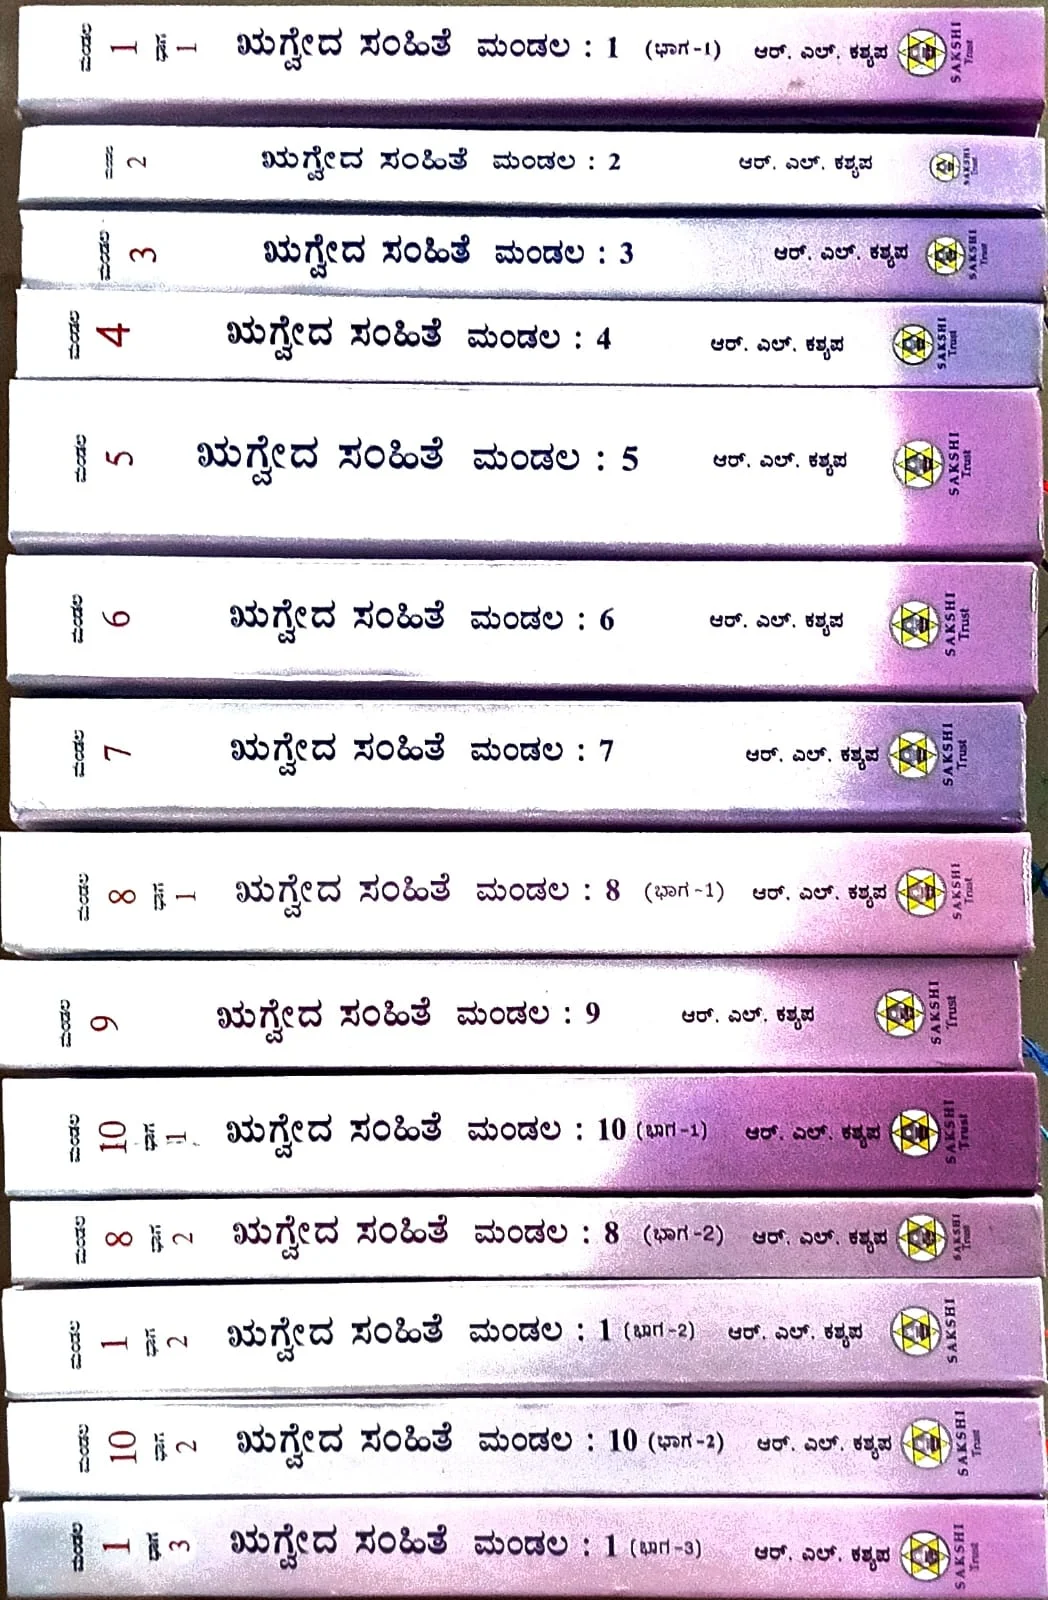 ಮಂಡಲ 1 ಭಾಗ 1 ಋಗ್ವೇದ ಸಂಹಿತೆ ಮಂಡಲ : 1 (ಭಾಗ -1) ಆರ್. ಎಲ್. ಕಶ್ಯಪ SAKSHI Trust
ಮಂಡಲ 2 ಋಗ್ವೇದ ಸಂಹಿತೆ ಮಂಡಲ : 2 ಆರ್. ಎಲ್. ಕಶ್ಯಪ SAKSHI Trust
ಮಂಡಲ 3 ಋಗ್ವೇದ ಸಂಹಿತೆ ಮಂಡಲ : 3 ಆರ್. ಎಲ್. ಕಶ್ಯಪ SAKSHI Trust
ಮಂಡಲ 4 ಋಗ್ವೇದ ಸಂಹಿತೆ ಮಂಡಲ : 4 ಆರ್. ಎಲ್. ಕಶ್ಯಪ SAKSHI Trust
ಮಂಡಲ 5 ಋಗ್ವೇದ ಸಂಹಿತೆ ಮಂಡಲ : 5 ಆರ್. ಎಲ್. ಕಶ್ಯಪ SAKSHI Trust
ಮಂಡಲ 6 ಋಗ್ವೇದ ಸಂಹಿತೆ ಮಂಡಲ : 6 ಆರ್. ಎಲ್. ಕಶ್ಯಪ SAKSHI Trust
ಮಂಡಲ 7 ಋಗ್ವೇದ ಸಂಹಿತೆ ಮಂಡಲ : 7 ಆರ್. ಎಲ್. ಕಶ್ಯಪ SAKSHI Trust
ಮಂಡಲ 8 ಭಾಗ 1 ಋಗ್ವೇದ ಸಂಹಿತೆ ಮಂಡಲ : 8 (ಭಾಗ -1) ಆರ್. ಎಲ್. ಕಶ್ಯಪ SAKSHI Trust
ಮಂಡಲ 9 ಋಗ್ವೇದ ಸಂಹಿತೆ ಮಂಡಲ : 9 ಆರ್. ಎಲ್. ಕಶ್ಯಪ SAKSHI Trust
ಮಂಡಲ 10 ಭಾಗ 1 ಋಗ್ವೇದ ಸಂಹಿತೆ ಮಂಡಲ : 10 (ಭಾಗ -1) ಆರ್. ಎಲ್. ಕಶ್ಯಪ SAKSHI Trust
ಮಂಡಲ 8 ಭಾಗ 2 ಋಗ್ವೇದ ಸಂಹಿತೆ ಮಂಡಲ : 8 (ಭಾಗ -2) ಆರ್. ಎಲ್. ಕಶ್ಯಪ SAKSHI Trust
ಮಂಡಲ 1 ಭಾಗ 2 ಋಗ್ವೇದ ಸಂಹಿತೆ ಮಂಡಲ : 1 (ಭಾಗ -2) ಆರ್. ಎಲ್. ಕಶ್ಯಪ SAKSHI
ಮಂಡಲ 10 ಭಾಗ 2 ಋಗ್ವೇದ ಸಂಹಿತೆ ಮಂಡಲ : 10 (ಭಾಗ -2) ಆರ್. ಎಲ್. ಕಶ್ಯಪ SAKSHI Trust
ಮಂಡಲ 1 ಭಾಗ 3 ಋಗ್ವೇದ ಸಂಹಿತೆ ಮಂಡಲ : 1 (ಭಾಗ -3) ಆರ್. ಎಲ್. ಕಶ್ಯಪ SAKSHI Trust